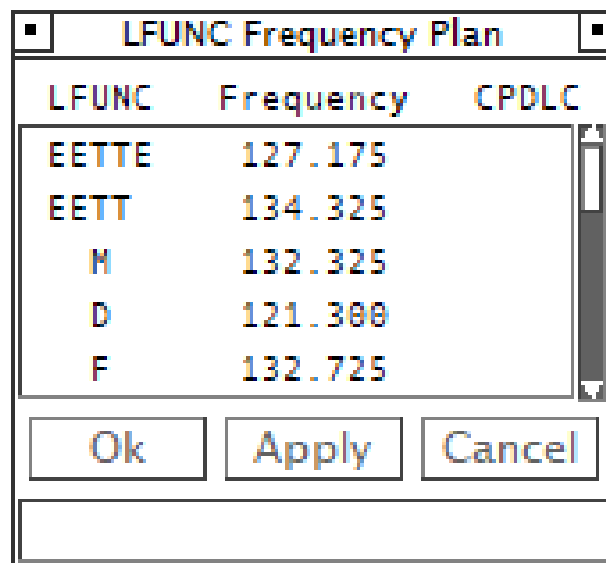 LFUNC Frequency Plan
LFUNC Frequency CPDLC
EETTE 127.175
EETT 134.325
M 132.325
D 121.300
F 132.725
Ok Apply Cancel